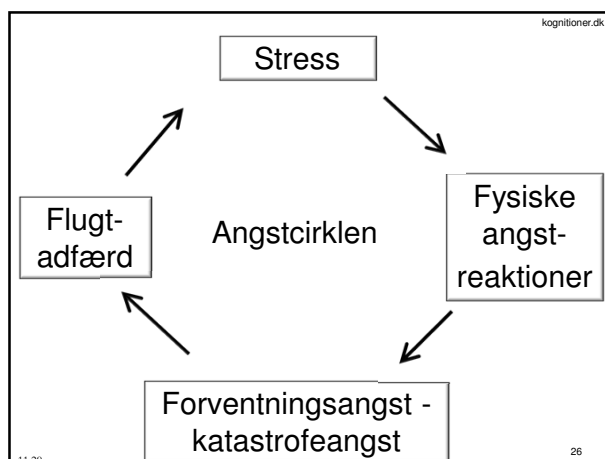 kognitioner.dk
Stress
Flugt-
adfærd
Angstcirklen
Fysiske
angst-
reaktioner
Forventningsangst -
katastrofeangst
26